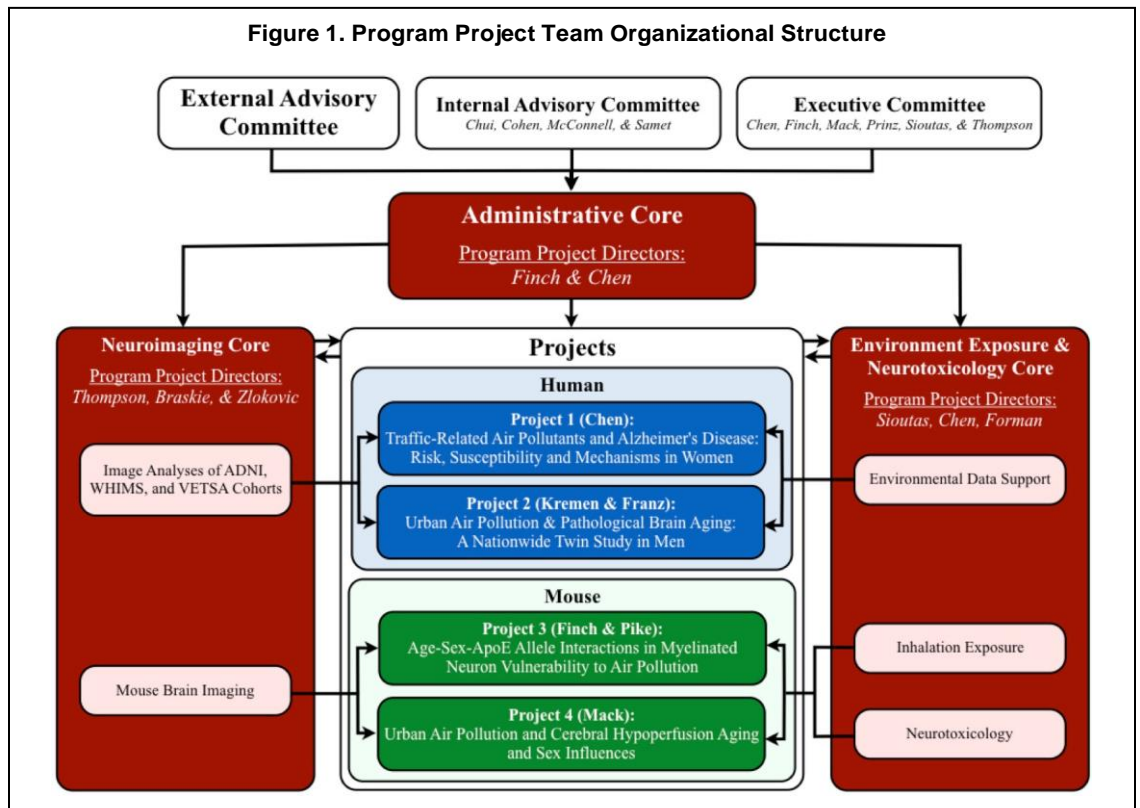 Figure 1. Program Project Team Organizational Structure
External Advisory
Committee
Internal Advisory Committee
Chui, Cohen, McConnell, & Samet
Executive Committee
Chen, Finch, Mack, Prinz, Sioutas, & Thompson
Administrative Core
Program Project Directors:
Finch & Chen
Neuroimaging Core
Program Project Directors:
Thompson, Braskie, & Zlokovic
Image Analyses of ADNI,
WHIMS, and VETSA Cohorts
Mouse Brain Imaging
Projects
Human
Project 1 (Chen):
Traffic-Related Air Pollutants and Alzheimer's Disease:
Risk, Susceptibility and Mechanisms in Women
Project 2 (Kremen & Franz):
Urban Air Pollution & Pathological Brain Aging:
A Nationwide Twin Study in Men
Mouse
Project 3 (Finch & Pike):
Age-Sex-ApoE Allele Interactions in Myelinated
Neuron Vulnerability to Air Pollution
Project 4 (Mack):
Urban Air Pollution and Cerebral Hypoperfusion Aging
and Sex Influences
Environment Exposure &
Neurotoxicology Core
Program Project Directors:
Sioutas, Chen, Forman
Environmental Data Support
Inhalation Exposure
Neurotoxicology